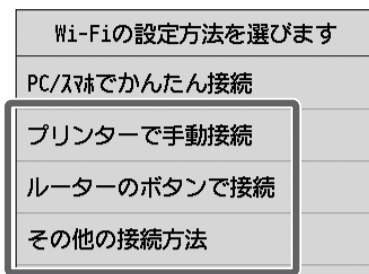 Wi-Fiの設定方法を選びます
PC/ｽﾏﾎでかんたん接続
プリンターで手動接続
ルーターのボタンで接続
その他の接続方法